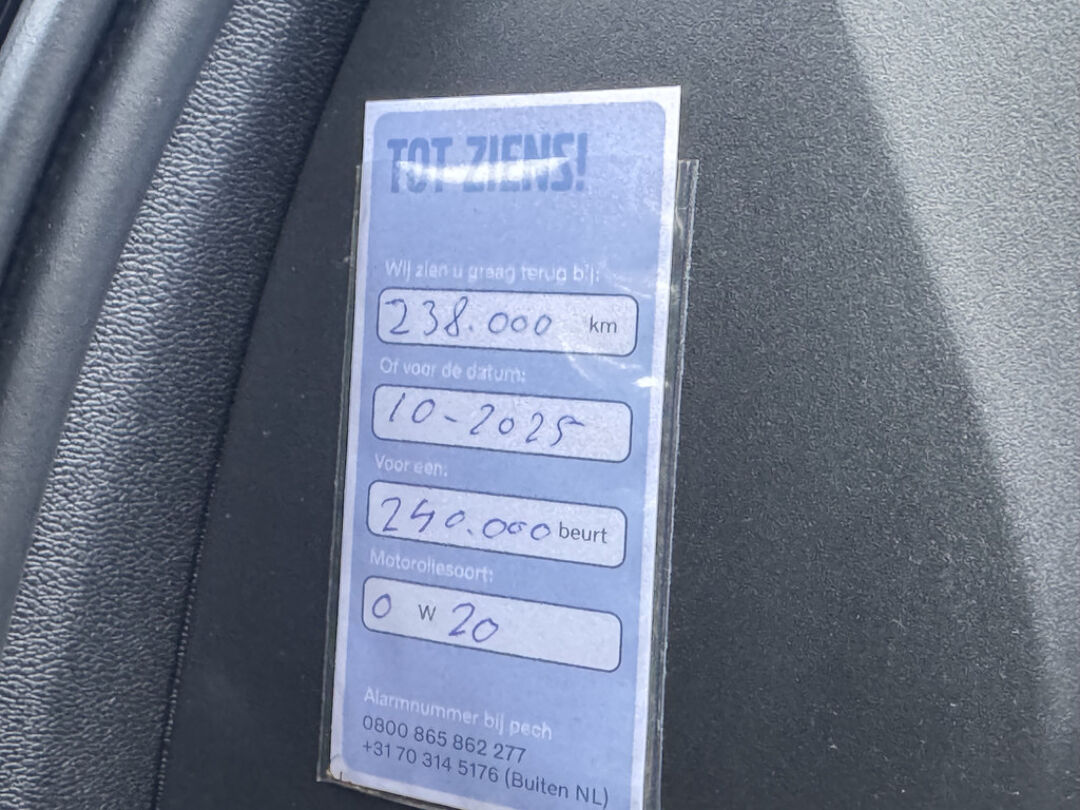 TOT ZIENS!
Wij zien u graag terug bij:
238.000 km
Of voor de datum:
10-2025
Voor een:
240.000 beurt
Motoroliesoort:
0 W 20
Alarmnummer bij pech
0800 865 862 277
+31 70 314 5176 (Buiten NL)